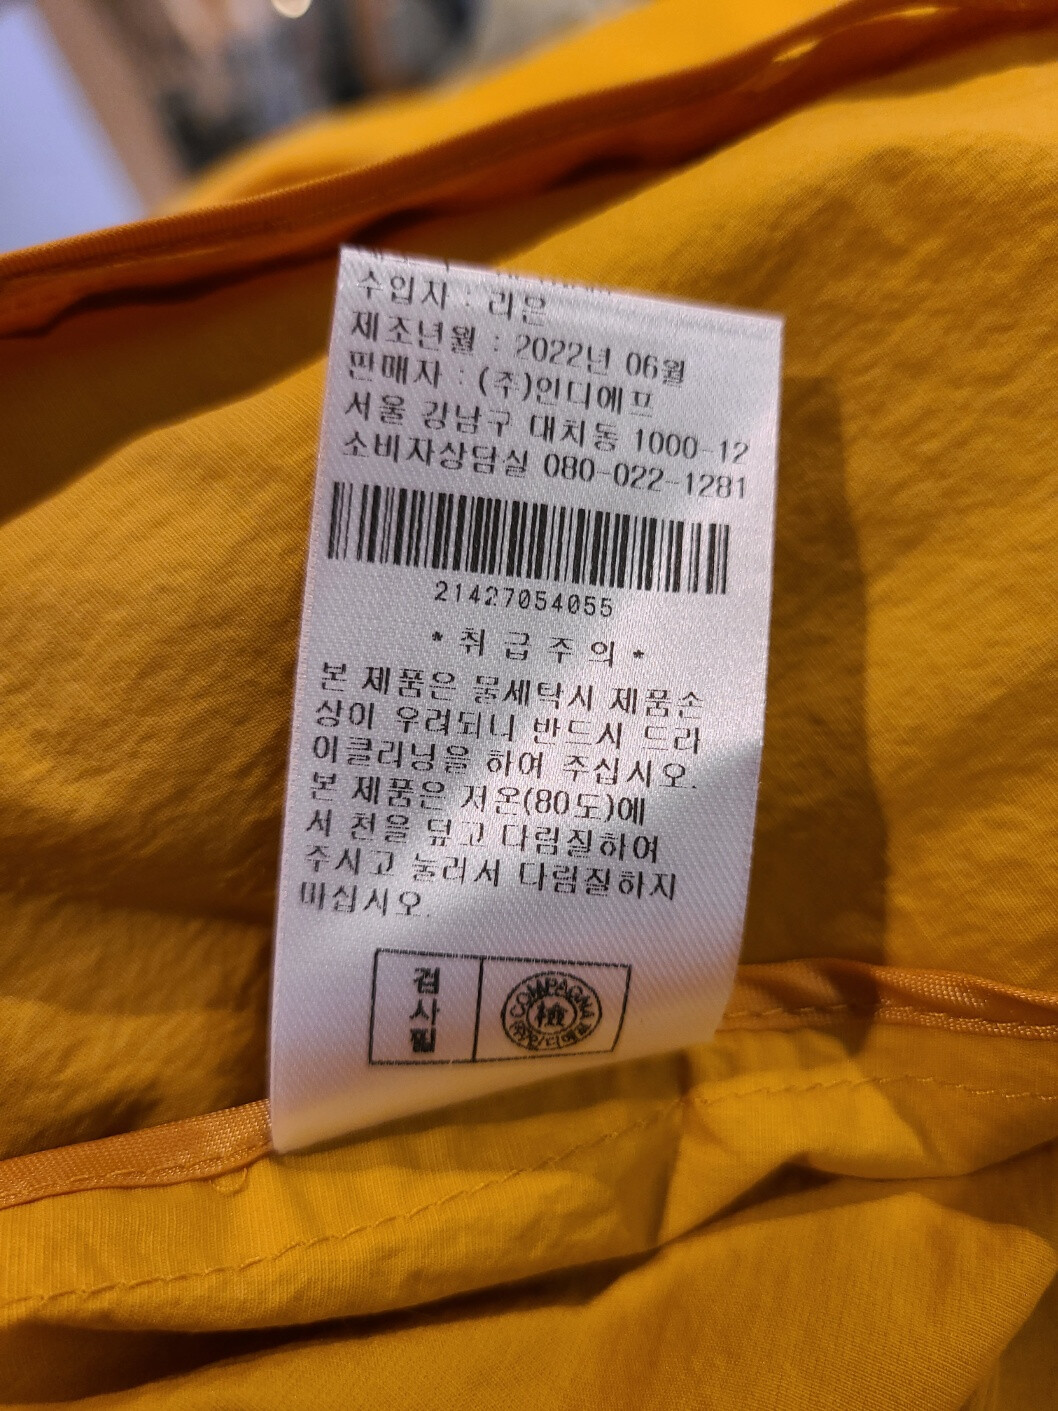 수입자 : 리온
제조년월 : 2022년 06월
판매자 : (주)인디에프
서울 강남구 대치동 1000-12
소비자상담실 080-022-1281
21427054055
* 취 급 주 의 *
본 제품은 물세탁시 제품손
상이 우려되니 반드시 드라
이클리닝을 하여 주십시오.
본 제품은 저온(80도)에
서 천을 덮고 다림질하여
주시고 눌러서 다림질하지
마십시오.
검사필
COMPAGNA
檢
(주)인디에프